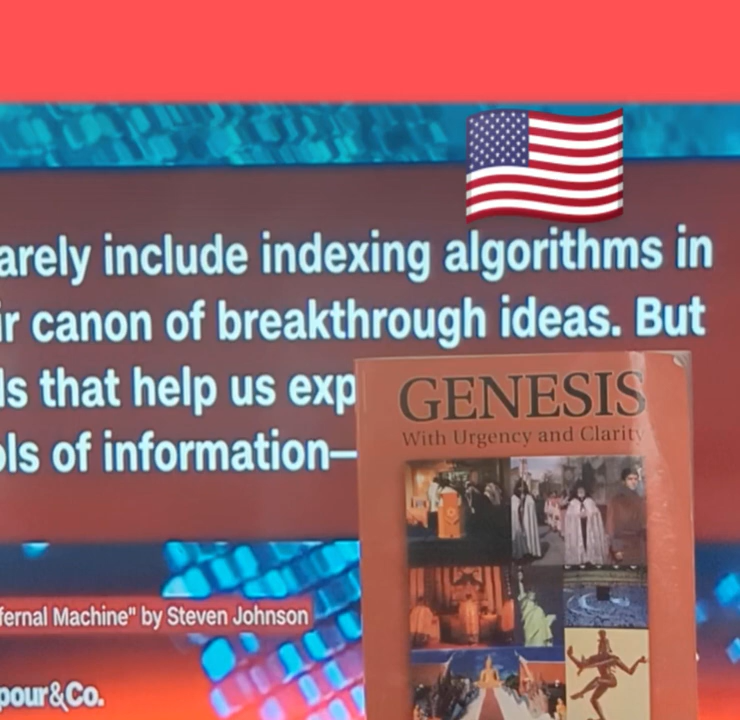 arely include indexing algorithms in
ir canon of breakthrough ideas. But
ls that help us exp
ols of information—
GENESIS
With Urgency and Clarity
fernal Machine" by Steven Johnson
pour&Co.